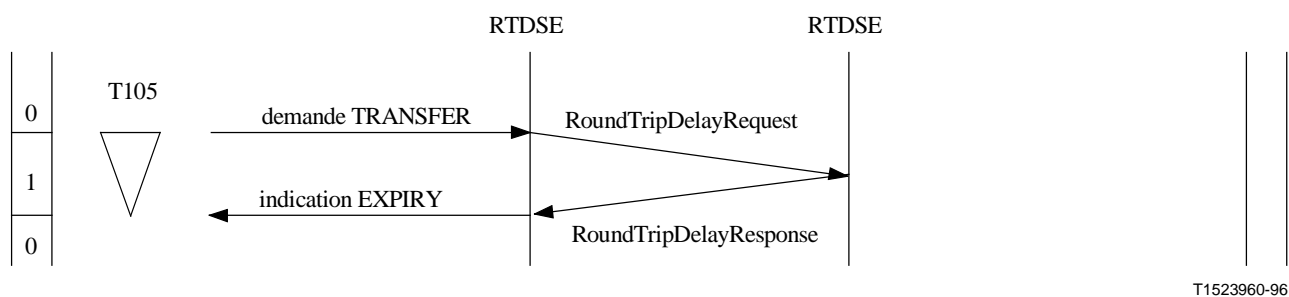 RTDSE RTDSE
T105
0
demande TRANSFER
RoundTripDelayRequest
1
indication EXPIRY
RoundTripDelayResponse
0
T1523960-96